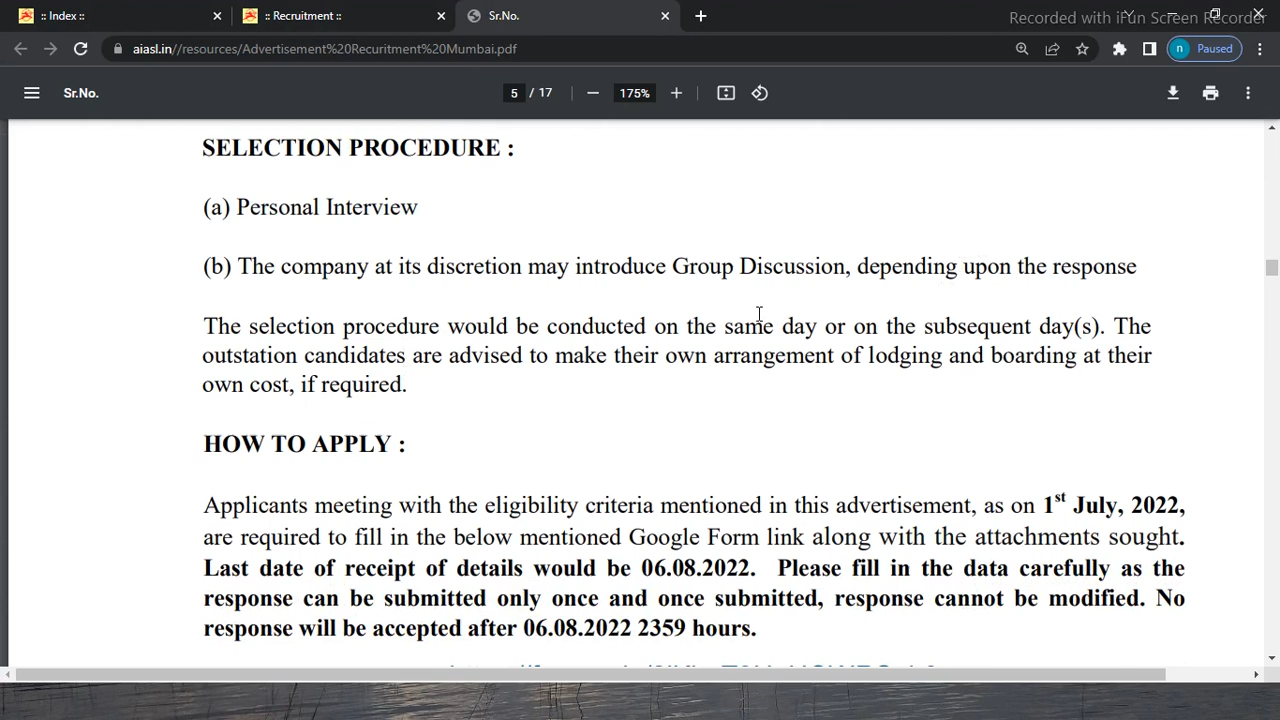 :: Index ::
:: Recruitment ::
Sr.No.
Recorded with iFun Screen Recorder
aiasl.in//resources/Advertisement%20Recuritment%20Mumbai.pdf
n Paused
Sr.No.
5 / 17
175%
SELECTION PROCEDURE :
(a) Personal Interview
(b) The company at its discretion may introduce Group Discussion, depending upon the response
The selection procedure would be conducted on the same day or on the subsequent day(s). The
outstation candidates are advised to make their own arrangement of lodging and boarding at their
own cost, if required.
HOW TO APPLY :
Applicants meeting with the eligibility criteria mentioned in this advertisement, as on 1st July, 2022,
are required to fill in the below mentioned Google Form link along with the attachments sought.
Last date of receipt of details would be 06.08.2022. Please fill in the data carefully as the
response can be submitted only once and once submitted, response cannot be modified. No
response will be accepted after 06.08.2022 2359 hours.